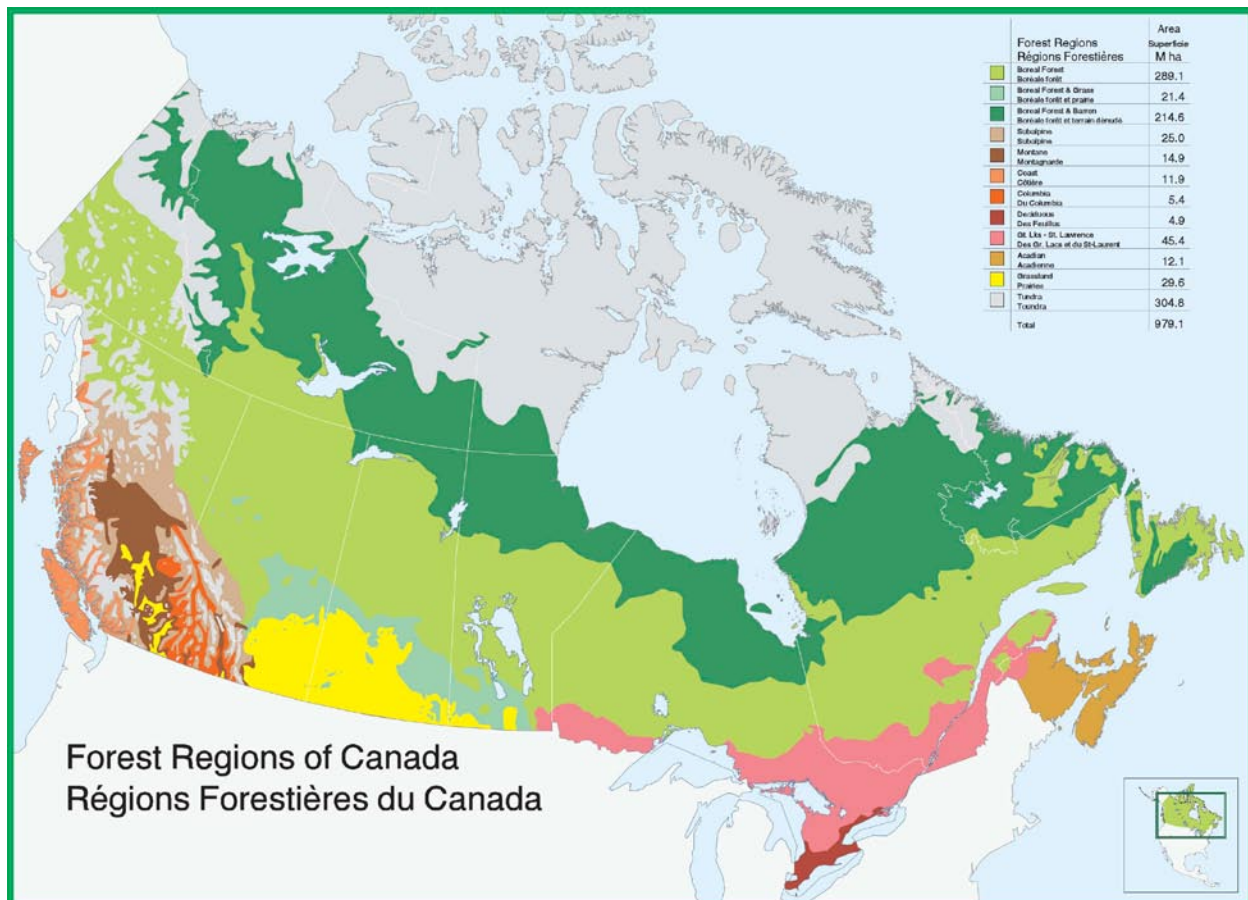 Area
Forest Regions Superficie
Régions Forestières M ha
Boreal Forest 289.1
Boréale forêt
Boreal Forest & Grass 21.4
Boréale forêt et prairie
Boreal Forest & Barren 214.6
Boréale forêt et terrain dénudé
Subalpine 25.0
Subalpine
Montane 14.9
Montagnarde
Coast 11.9
Côtière
Columbia 5.4
Du Columbia
Deciduous 4.9
Des Feuillus
Gt. Lks - St. Lawrence 45.4
Des Gr. Lacs et du St-Laurent
Acadian 12.1
Acadienne
Grassland 29.6
Prairies
Tundra 304.8
Toundra
Total 979.1
Forest Regions of Canada
Régions Forestières du Canada